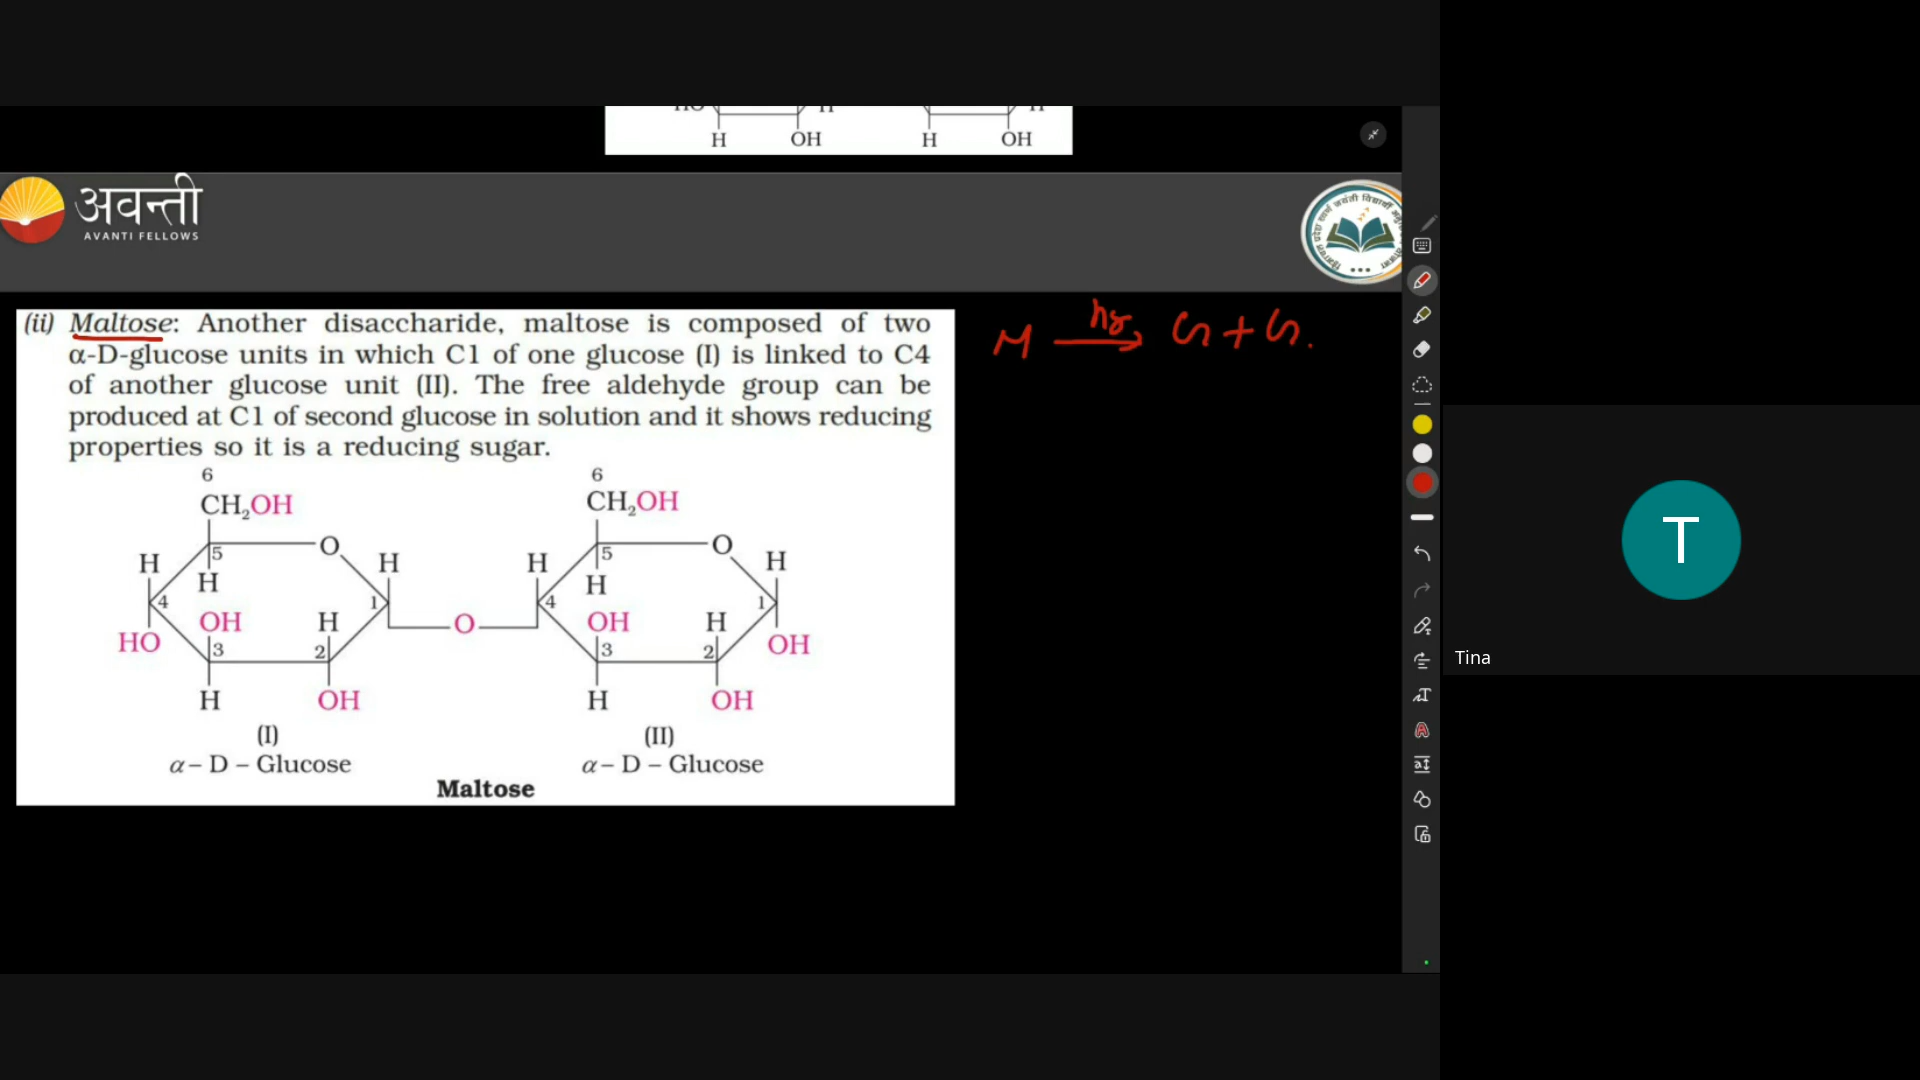 H OH H OH
अवन्ती
AVANTI FELLOWS
(ii) Maltose: Another disaccharide, maltose is composed of two
α-D-glucose units in which C1 of one glucose (I) is linked to C4
of another glucose unit (II). The free aldehyde group can be
produced at C1 of second glucose in solution and it shows reducing
properties so it is a reducing sugar.
M hy G + G.
6 6
CH₂OH CH₂OH
5 O 5 O
H H H H
H H
4 1 4 1
OH H O OH H
HO 3 2 3 2 OH
H OH H OH
(I) (II)
α– D – Glucose α– D – Glucose
Maltose
T
Tina